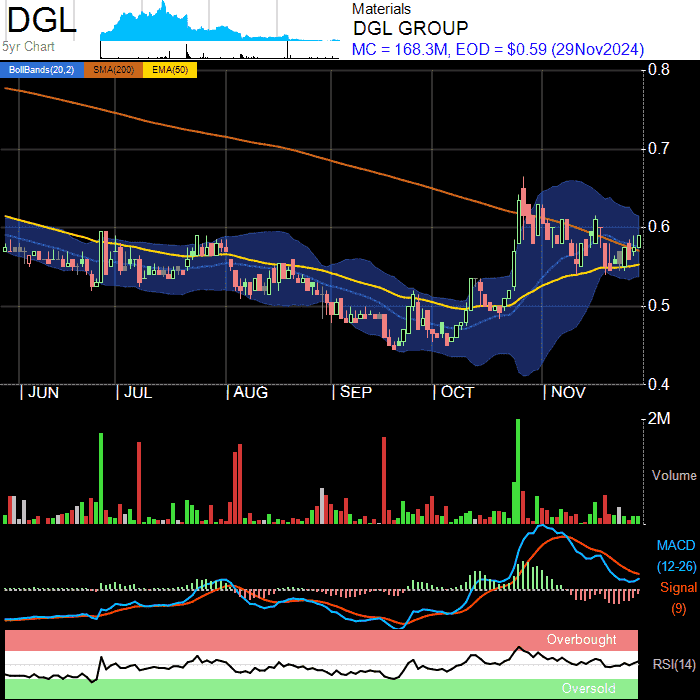 DGL
5yr Chart
Materials
DGL GROUP
MC = 168.3M, EOD = $0.59 (29Nov2024)
BollBands(20,2) SMA(200) EMA(50)
0.8
0.7
0.6
0.5
0.4
| JUN | JUL | AUG | SEP | OCT | NOV
2M
Volume
MACD
(12-26)
Signal
(9)
Overbought
RSI(14)
Oversold